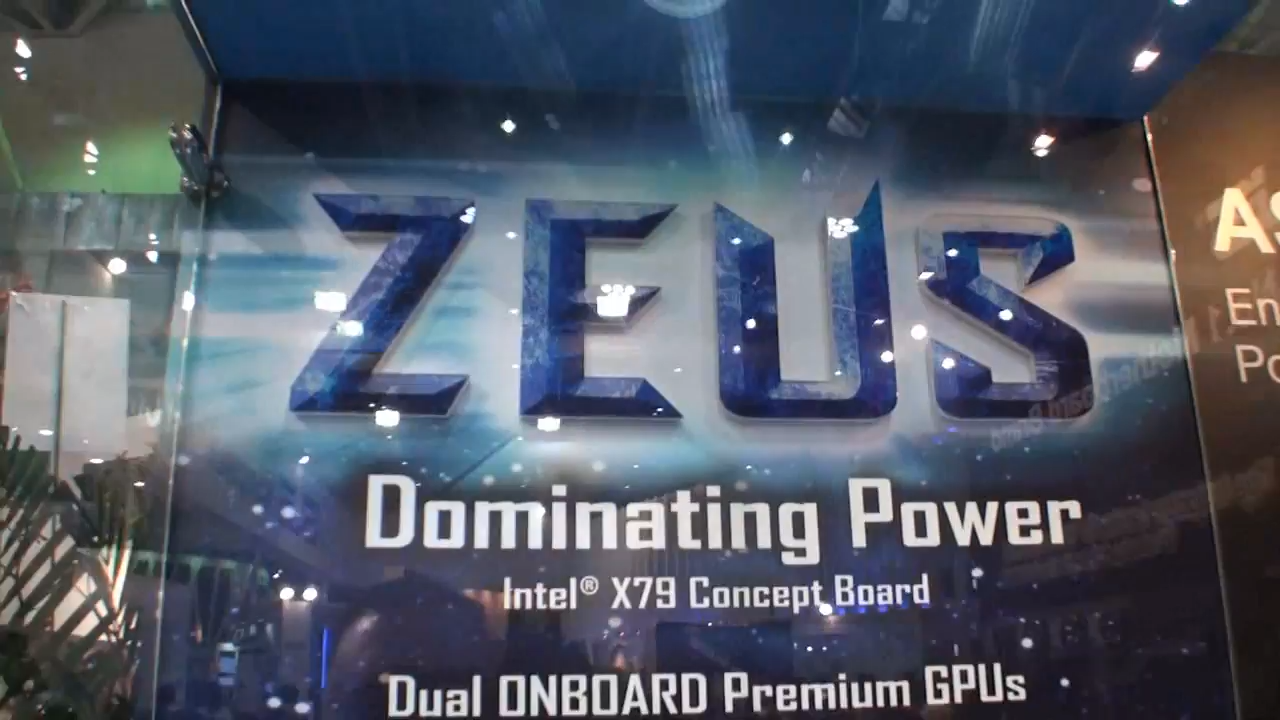 ZEUS
Dominating Power
Intel® X79 Concept Board
Dual ONBOARD Premium GPUs